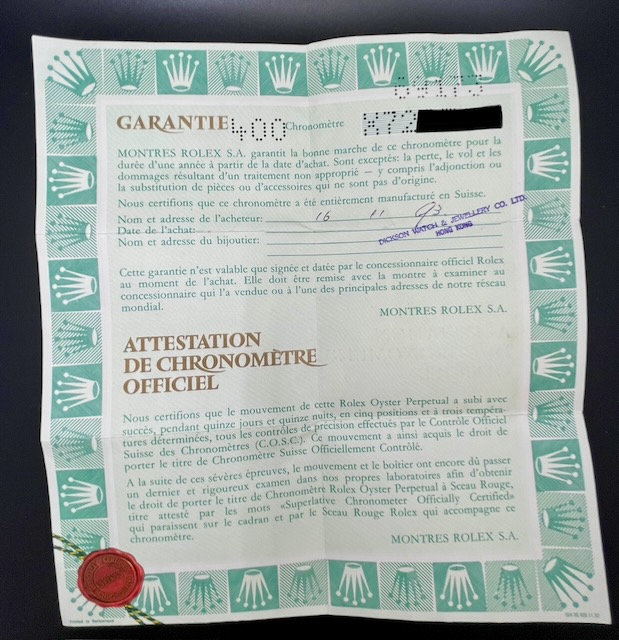 69173
GARANTIE 400 Chronomètre X72
MONTRES ROLEX S.A. garantit la bonne marche de ce chronomètre pour la
durée d'une année à partir de la date d'achat. Sont exceptés: la perte, le vol et les
dommages résultant d'un traitement non approprié – y compris l'adjonction ou
la substitution de pièces ou d'accessoires qui ne sont pas d'origine.
Nous certifions que ce chronomètre a été entièrement manufacturé en Suisse.
Nom et adresse de l'acheteur:
Date de l'achat: 16 11 93
Nom et adresse du bijoutier: DICKSON WATCH & JEWELLERY CO. LTD.
HONG KONG
Cette garantie n'est valable que signée et datée par le concessionnaire officiel Rolex
au moment de l'achat. Elle doit être remise avec la montre à examiner au
concessionnaire qui l'a vendue ou à l'une des principales adresses de notre réseau
mondial.
MONTRES ROLEX S.A.
ATTESTATION
DE CHRONOMÈTRE
OFFICIEL
Nous certifions que le mouvement de cette Rolex Oyster Perpetual a subi avec
succès, pendant quinze jours et quinze nuits, en cinq positions et à trois tempéra-
tures déterminées, tous les contrôles de précision effectués par le Contrôle Officiel
Suisse des Chronomètres (C.O.S.C.). Ce mouvement a ainsi acquis le droit de
porter le titre de Chronomètre Suisse Officiellement Contrôlé.
A la suite de ces sévères épreuves, le mouvement et le boîtier ont encore dû passer
un dernier et rigoureux examen dans nos propres laboratoires afin d'obtenir
le droit de porter le titre de Chronomètre Rolex Oyster Perpetual à Sceau Rouge,
titre attesté par les mots «Superlative Chronometer Officially Certified»
qui paraissent sur le cadran et par le Sceau Rouge Rolex qui accompagne ce
chronomètre.
MONTRES ROLEX S.A.